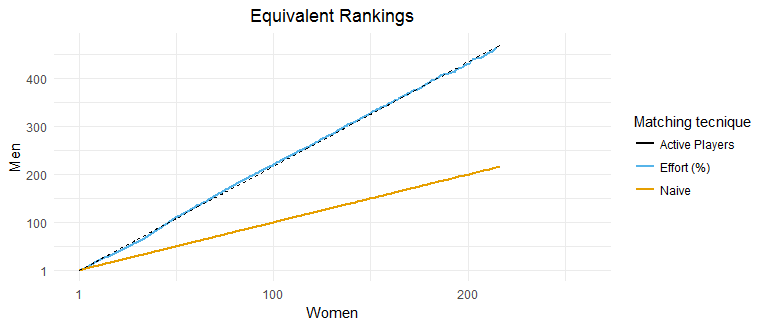 Equivalent Rankings
Men
400
300
200
100
1
1
100
200
Women
Matching tecnique
Active Players
Effort (%)
Naive